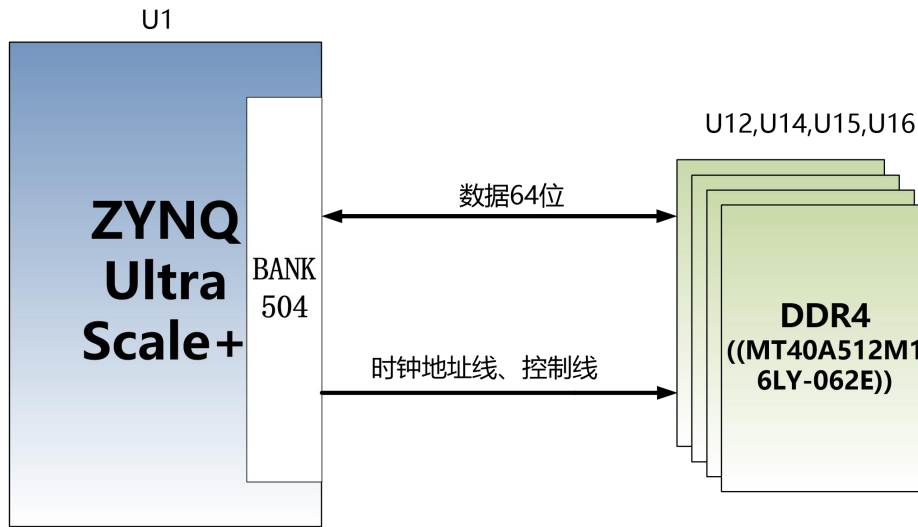 U1
U12,U14,U15,U16
ZYNQ
Ultra
Scale+
BANK
504
数据64位
时钟地址线、控制线
DDR4
((MT40A512M1
6LY-062E))